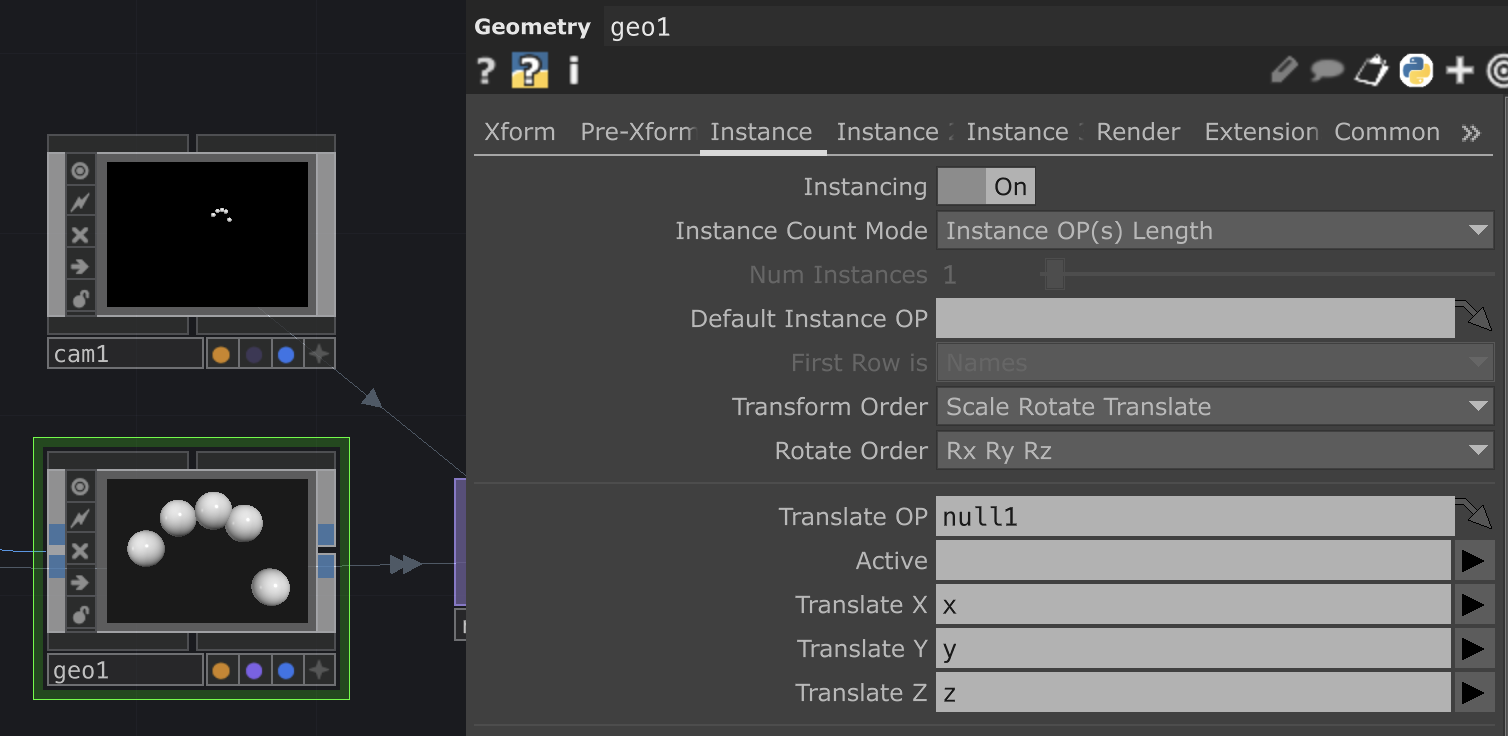 Geometry geo1
? ? i
Xform Pre-Xform Instance Instance Instance Render Extension Common
Instancing On
Instance Count Mode Instance OP(s) Length
Num Instances 1
Default Instance OP
First Row is Names
Transform Order Scale Rotate Translate
Rotate Order Rx Ry Rz
Translate OP null1
Active
Translate X x
Translate Y y
Translate Z z
cam1
geo1